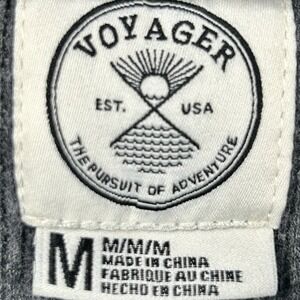 VOYAGER
EST. USA
THE PURSUIT OF ADVENTURE
M M/M/M
MADE IN CHINA
FABRIQUE AU CHINE
HECHO EN CHINA